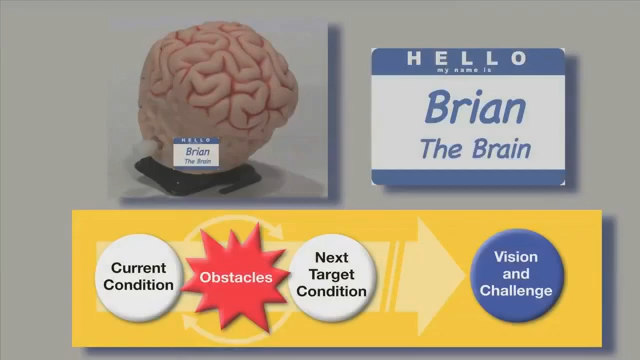 HELLO
Brian
The Brain
HELLO
my name is
Brian
The Brain
Current
Condition
Obstacles
Next
Target
Condition
Vision
and
Challenge